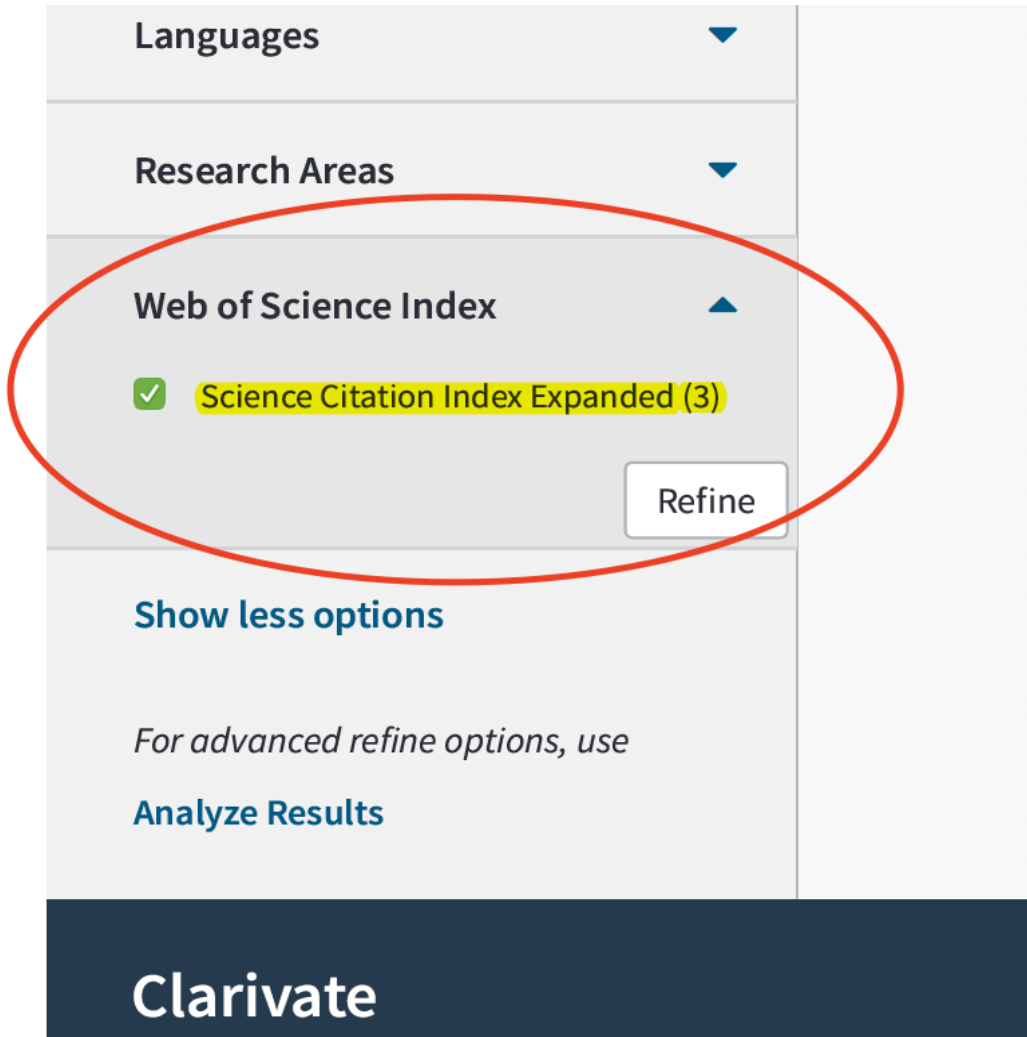 Languages
Research Areas
Web of Science Index
Science Citation Index Expanded (3)
Refine
Show less options
For advanced refine options, use
Analyze Results
Clarivate